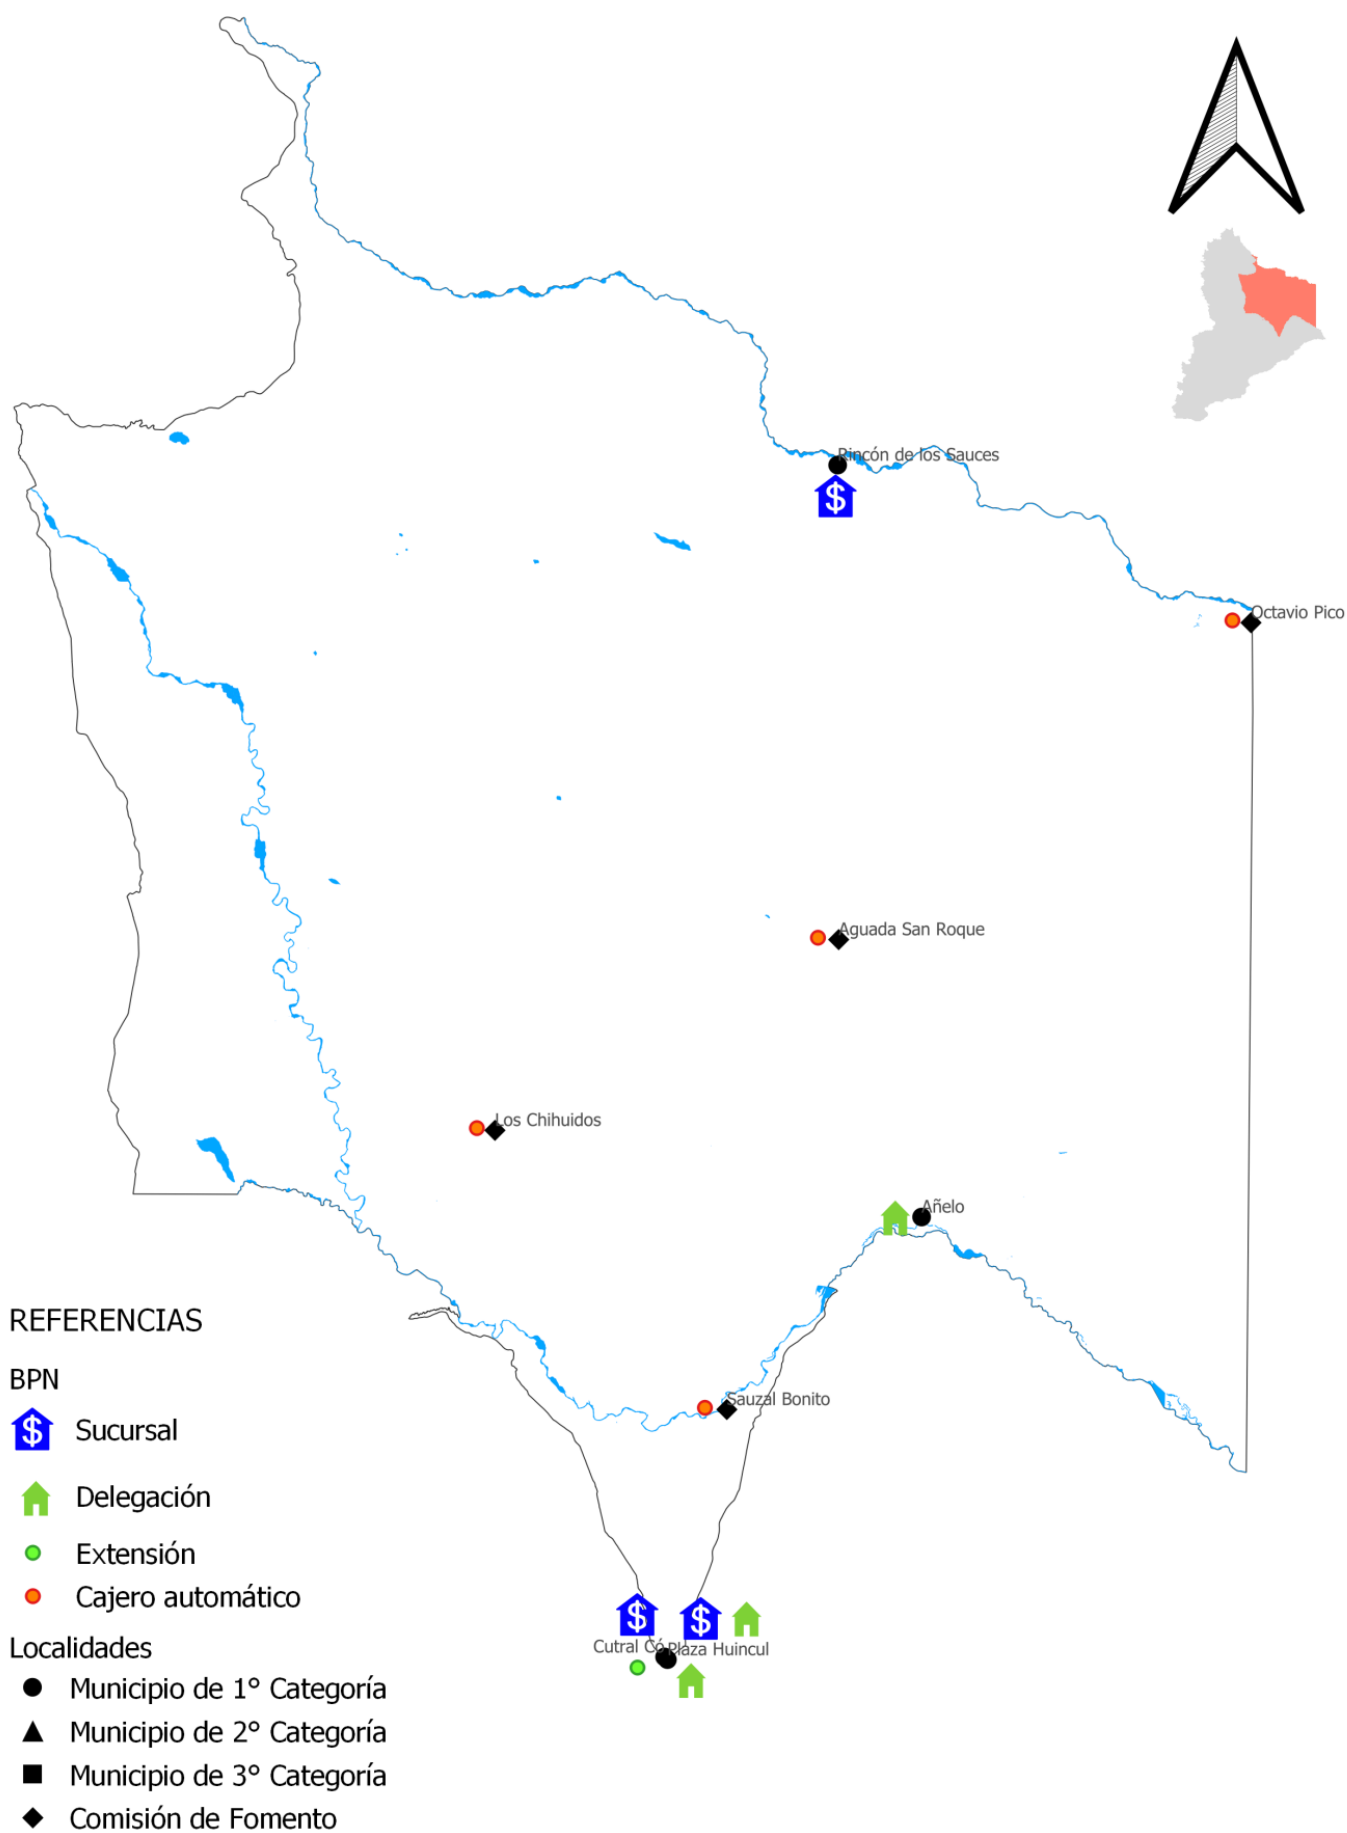 Rincón de los Sauces
$
Octavio Pico
Aguada San Roque
Los Chihuidos
Añelo
REFERENCIAS
BPN
$ Sucursal
Sauzal Bonito
Delegación
Extensión
Cajero automático
$ $
Cutral Có Plaza Huincul
Localidades
Municipio de 1° Categoría
Municipio de 2° Categoría
Municipio de 3° Categoría
Comisión de Fomento